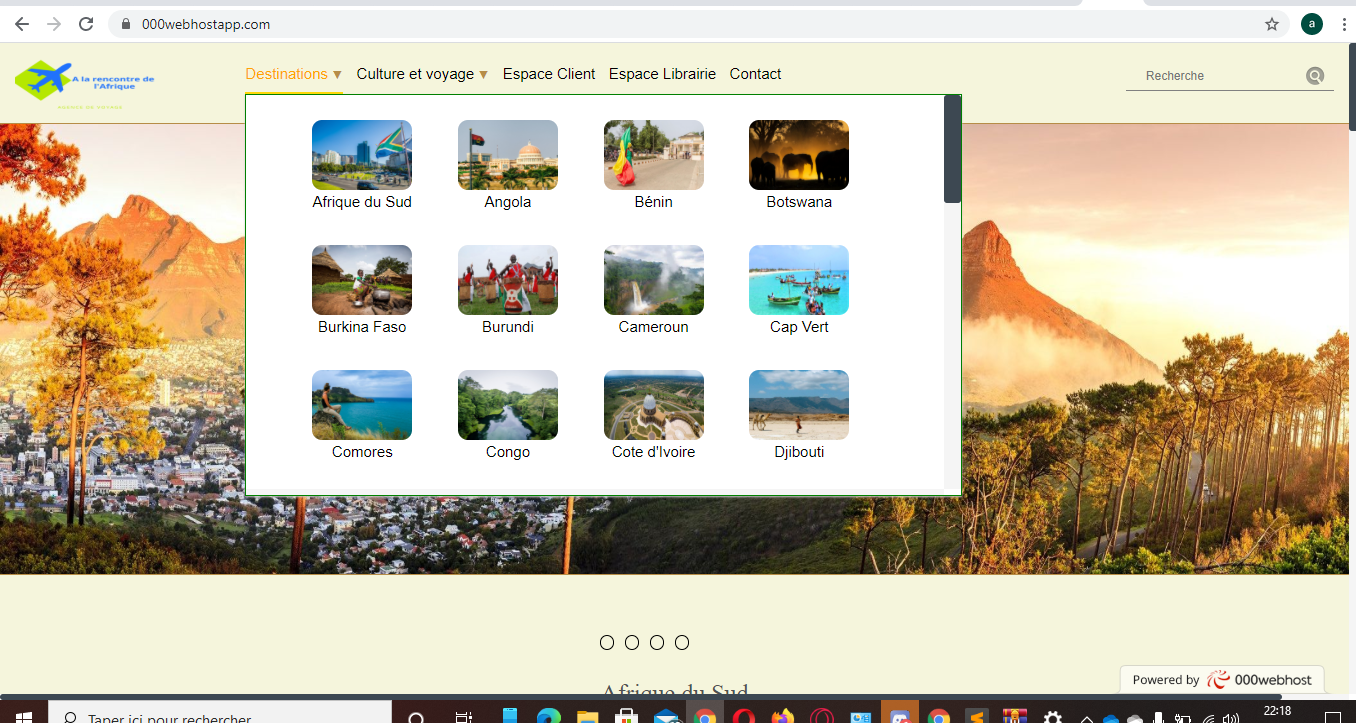 000webhostapp.com
a
A la rencontre de
l'Afrique
AGENCE DE VOYAGE
Destinations ▼ Culture et voyage ▼ Espace Client Espace Librairie Contact
Recherche
Afrique du Sud Angola Bénin Botswana
Burkina Faso Burundi Cameroun Cap Vert
Comores Congo Cote d'Ivoire Djibouti
Afrique du Sud
Powered by 000webhost
Taper ici pour rechercher
22:18